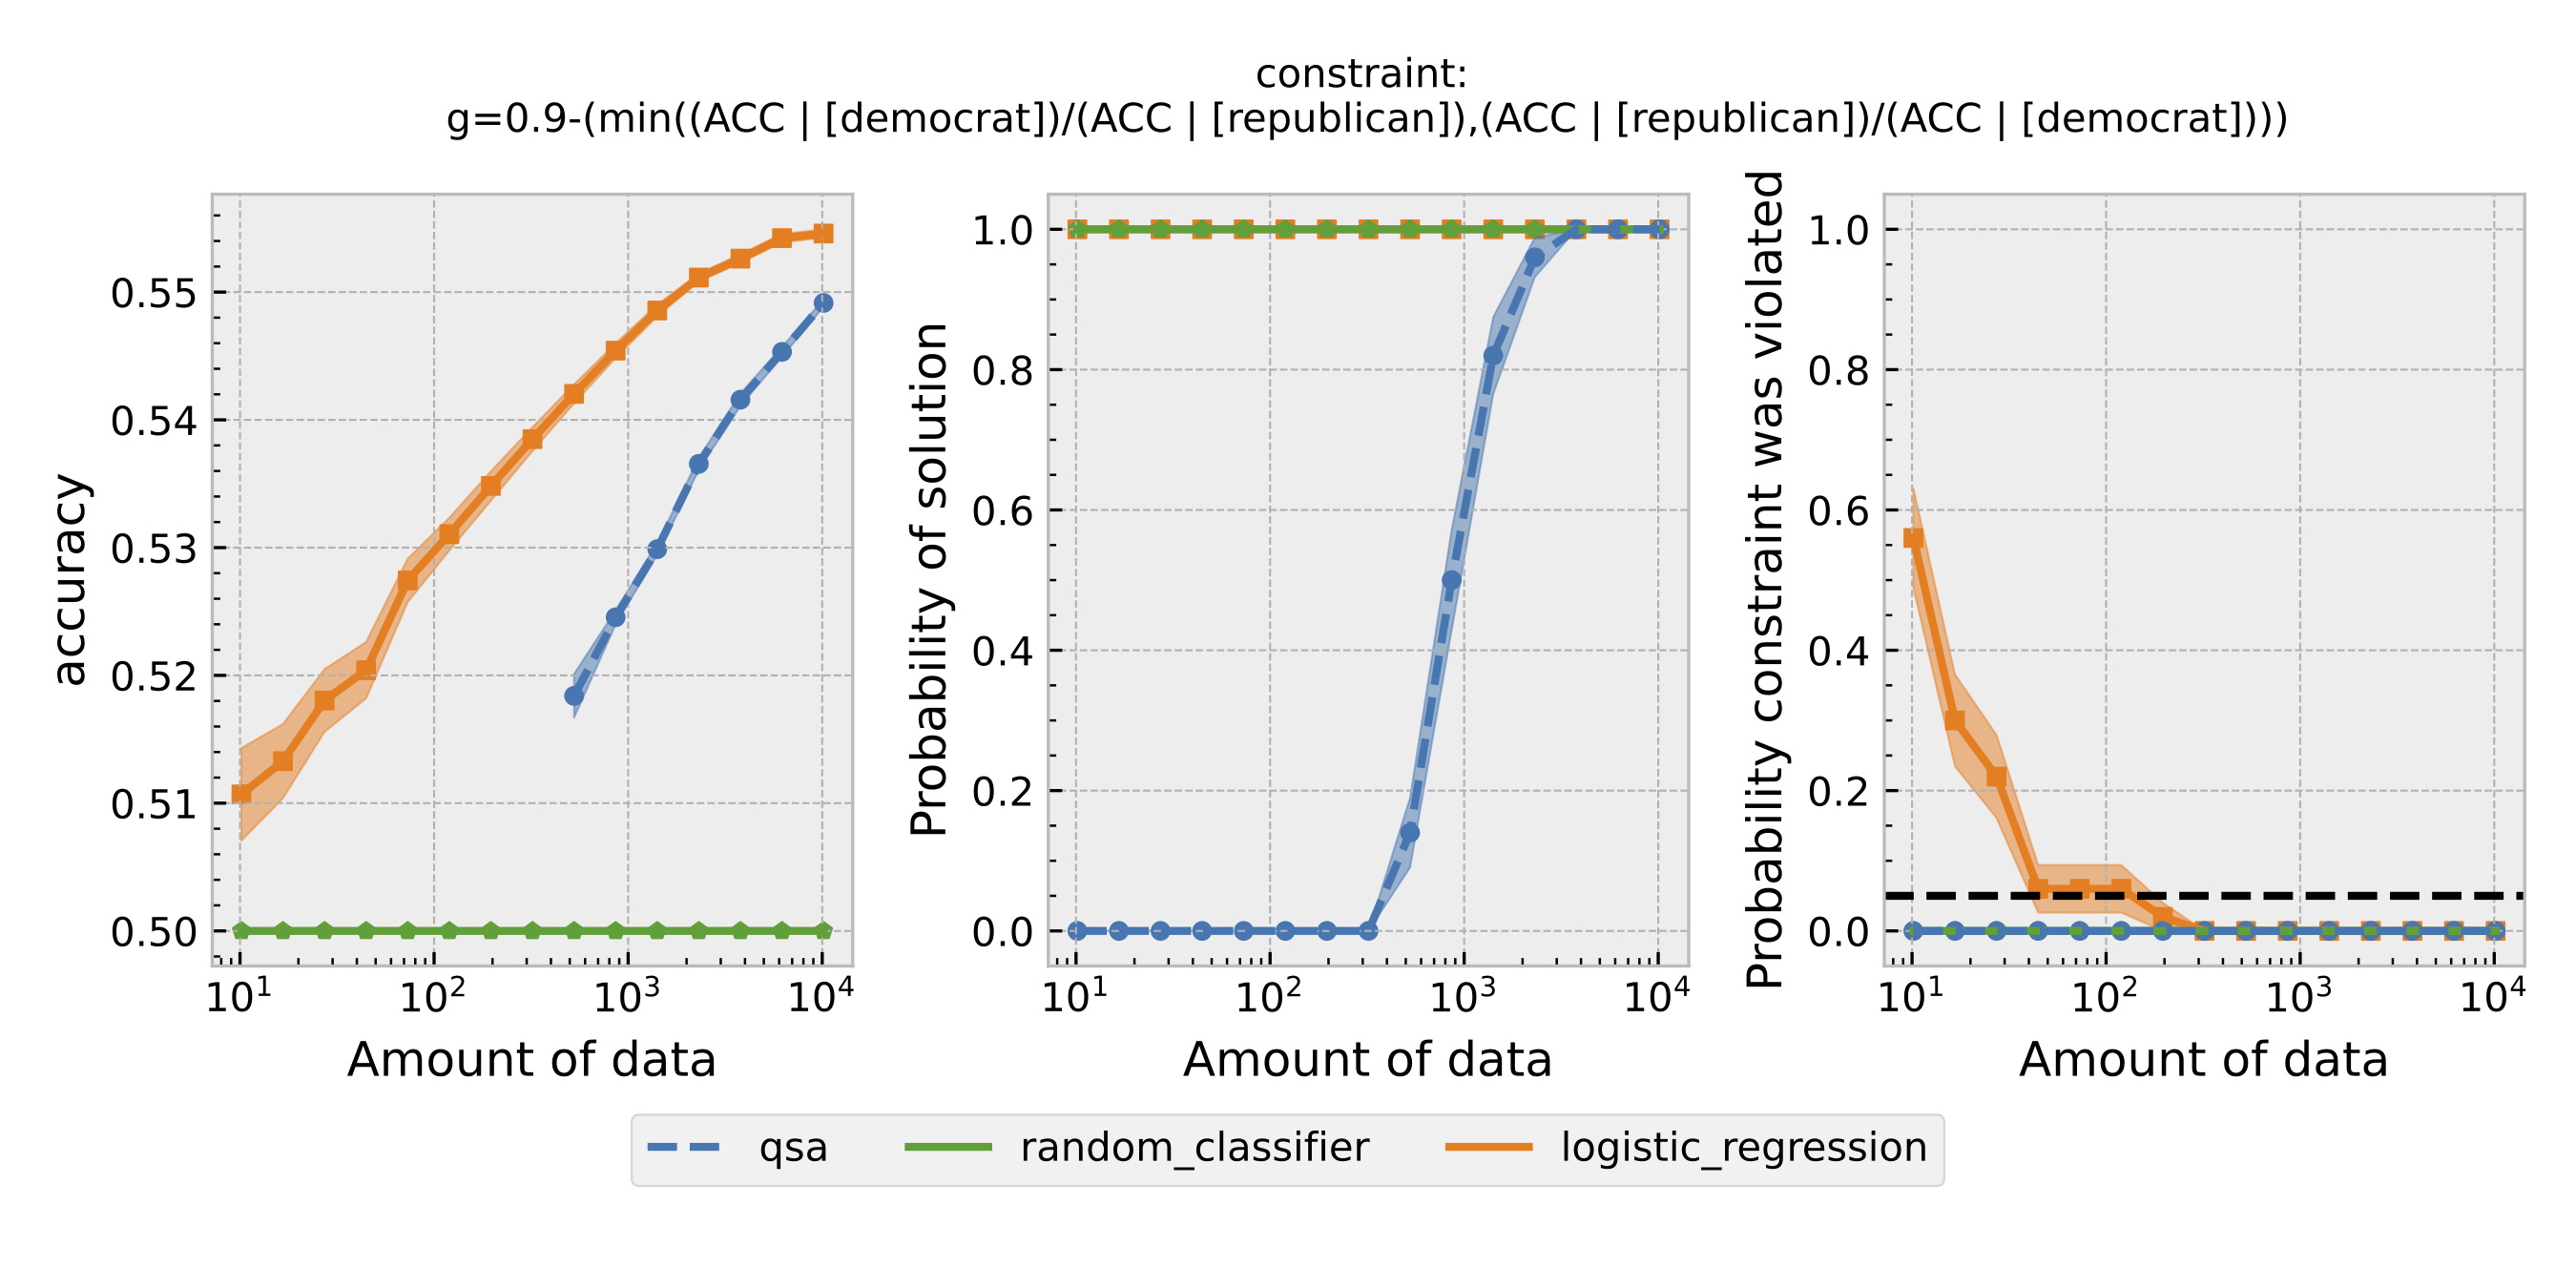 constraint:
g=0.9-(min((ACC | [democrat])/(ACC | [republican]),(ACC | [republican])/(ACC | [democrat])))
accuracy
0.55
0.54
0.53
0.52
0.51
0.50
10¹ 10² 10³ 10⁴
Amount of data
Probability of solution
1.0
0.8
0.6
0.4
0.2
0.0
10¹ 10² 10³ 10⁴
Amount of data
Probability constraint was violated
1.0
0.8
0.6
0.4
0.2
0.0
10¹ 10² 10³ 10⁴
Amount of data
qsa random_classifier logistic_regression